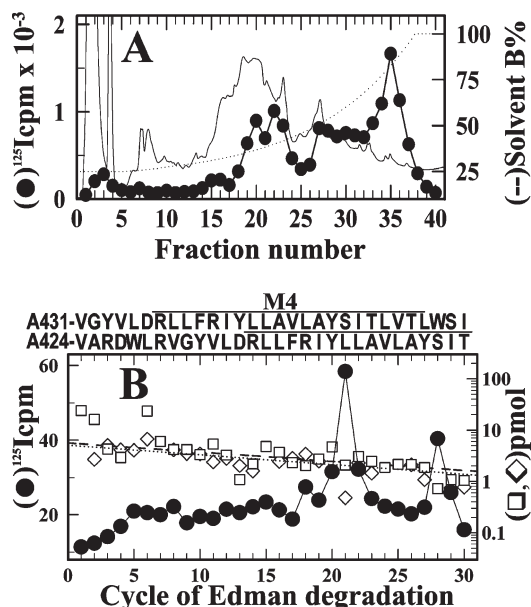 A
(●)¹²⁵Icpm x 10⁻³
2
1
0
0 5 10 15 20 25 30 35 40
Fraction number
100
75
50
25
(--)Solvent B%
M4
A431-VGYVLDRLLFRIYLLAVLAYSITLVTLWSI
A424-VARDWLRVGYVLDRLLFRIYLLAVLAYSIT
B
(●)¹²⁵Icpm
60
40
20
0 5 10 15 20 25 30
Cycle of Edman degradation
100
10
1
0.1
(□,◇)pmol